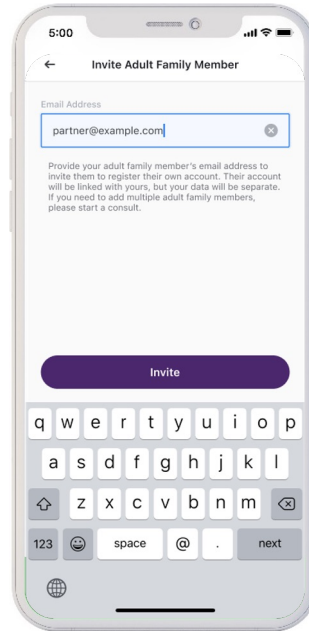 5:00
Invite Adult Family Member
Email Address
partner@example.com
Provide your adult family member's email address to
invite them to register their own account. Their account
will be linked with yours, but your data will be separate.
If you need to add multiple adult family members,
please start a consult.
Invite
q w e r t y u i o p
a s d f g h j k l
z x c v b n m
123 space @ . next